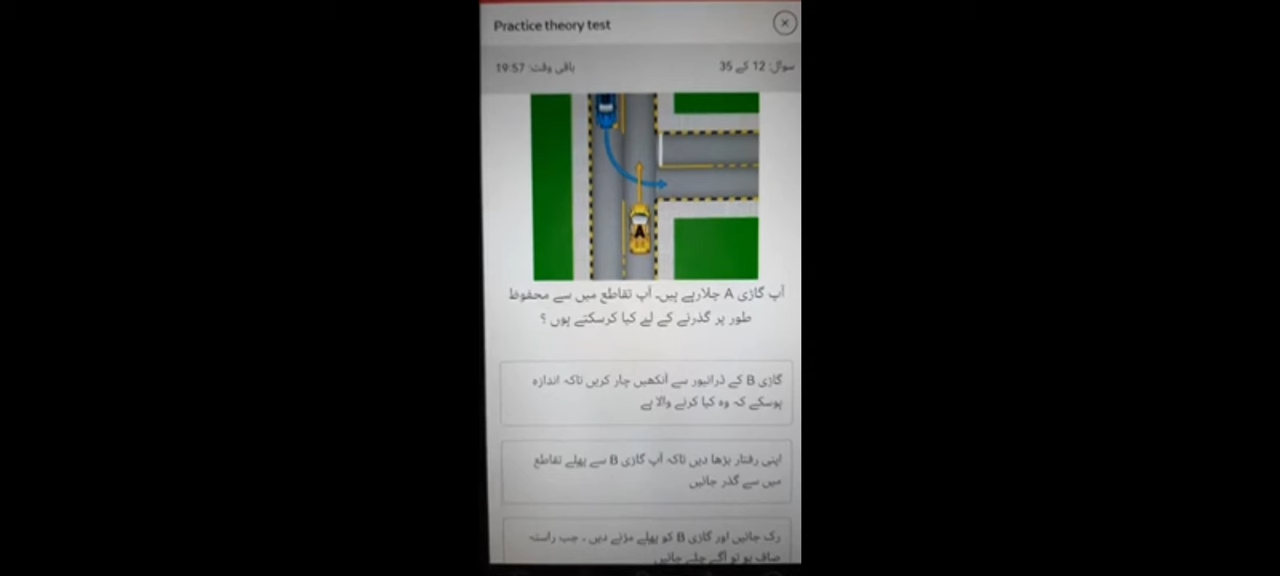 Practice theory test
سوال: 12 کے 35
باقی وقت: 19:57
A
آپ گاڑی A چلارہے ہیں۔ آپ تقاطع میں سے محفوظ
طور پر گذرنے کے لیے کیا کرسکتے ہوں ؟
گاڑی B کے ڈرائیور سے آنکھیں چار کریں تاکہ اندازہ
ہوسکے کہ وہ کیا کرنے والا ہے
اپنی رفتار بڑھا دیں تاکہ آپ گاڑی B سے پہلے تقاطع
میں سے گذر جائیں
رک جائیں اور گاڑی B کو پہلے مڑنے دیں ۔ جب راستہ
صاف ہو تو آگے چلے جائیں